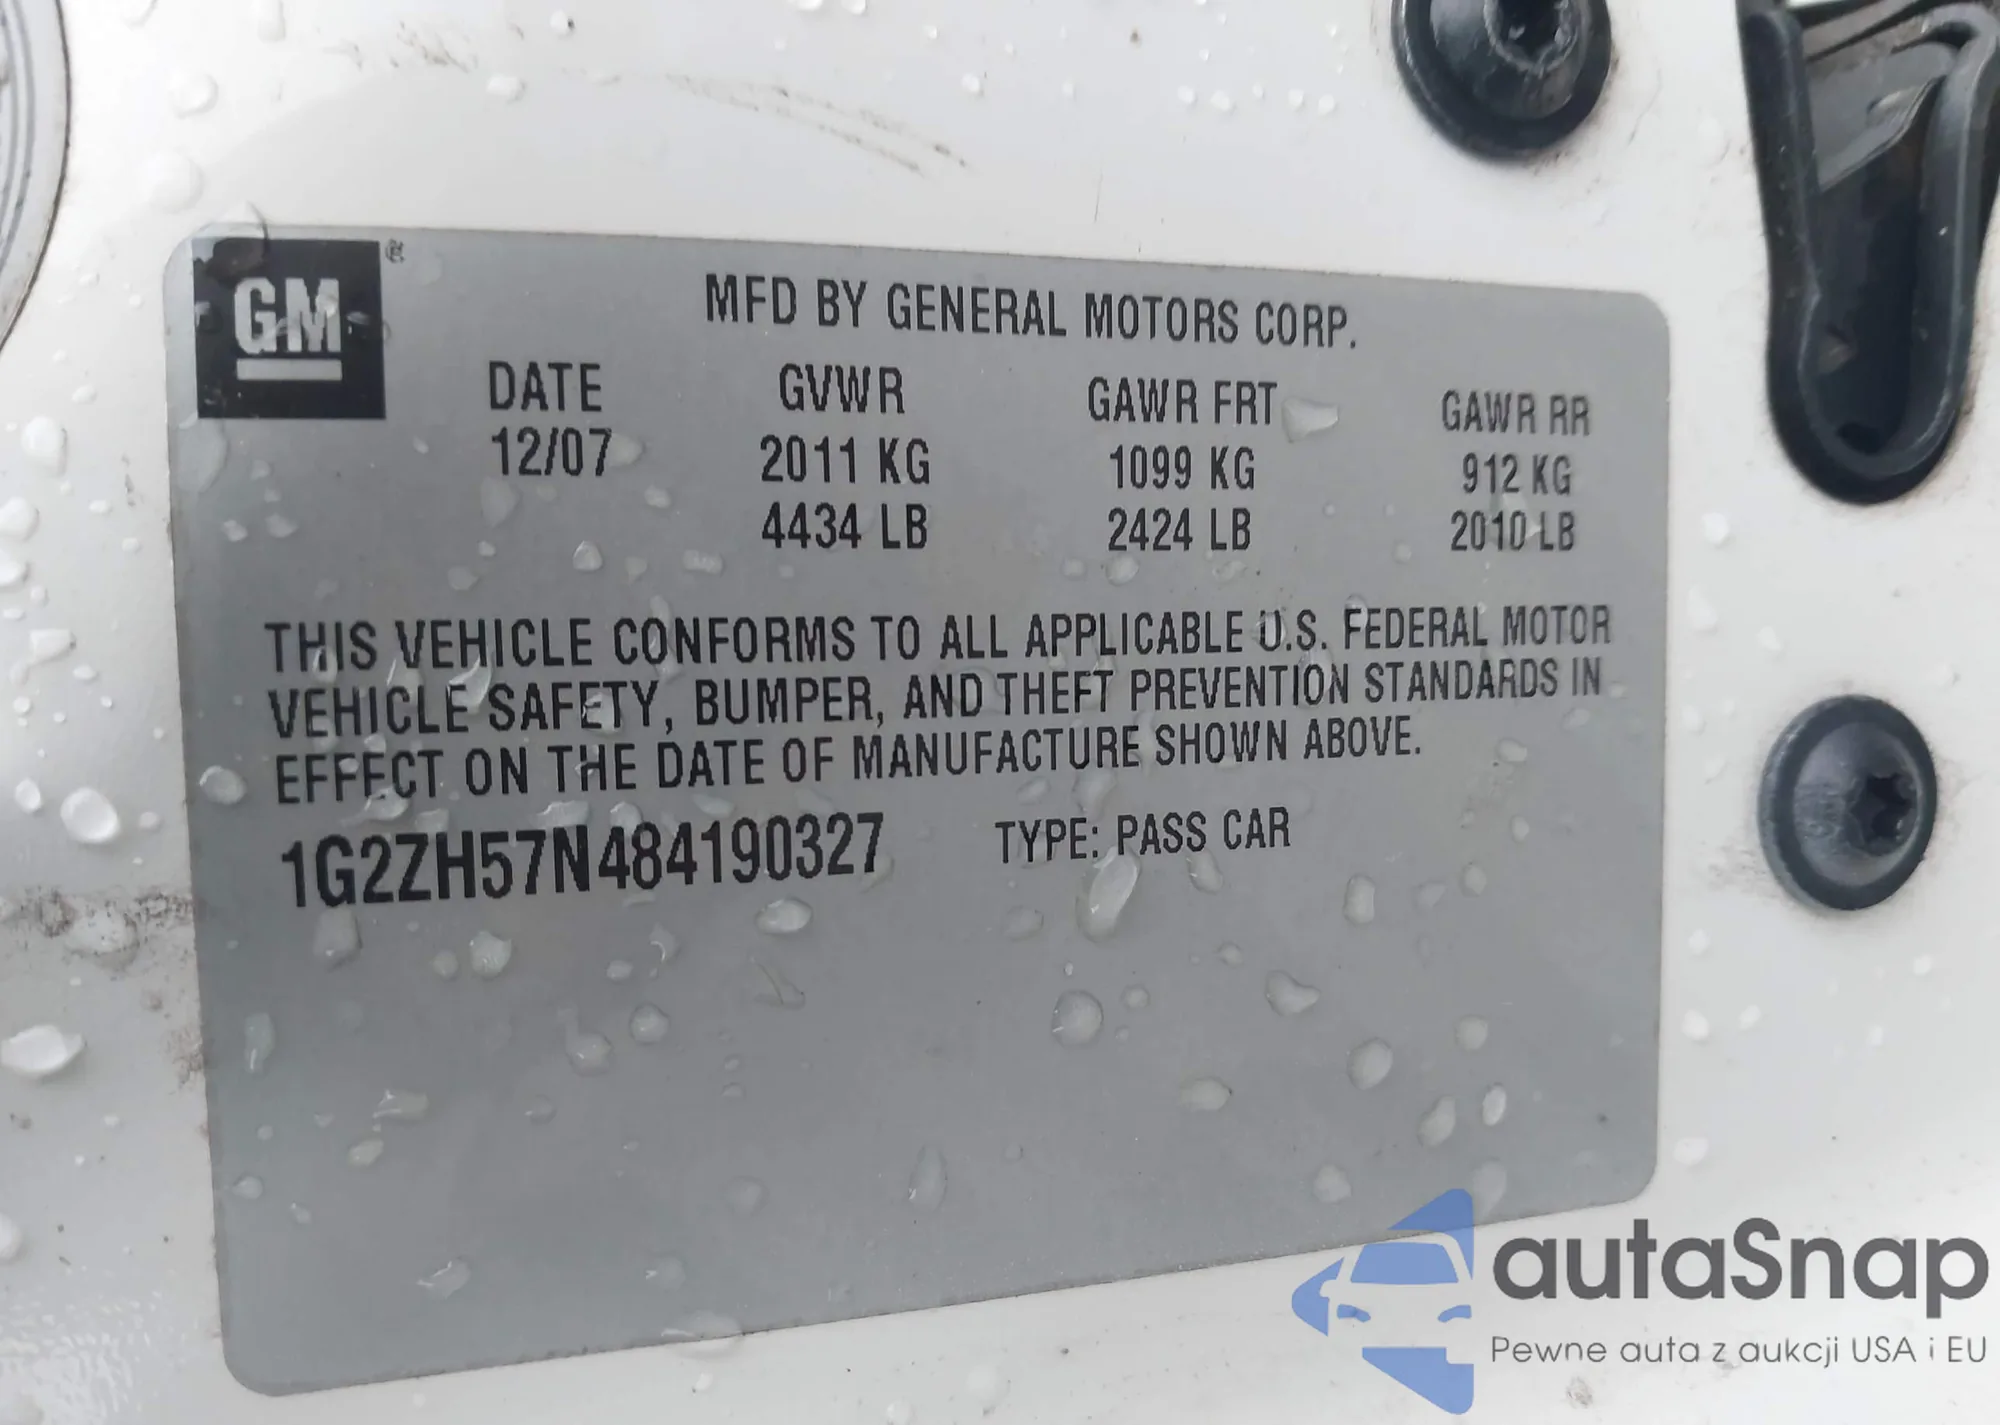 GM ®
MFD BY GENERAL MOTORS CORP.
DATE GVWR GAWR FRT GAWR RR
12/07 2011 KG 1099 KG 912 KG
4434 LB 2424 LB 2010 LB
THIS VEHICLE CONFORMS TO ALL APPLICABLE U.S. FEDERAL MOTOR
VEHICLE SAFETY, BUMPER, AND THEFT PREVENTION STANDARDS IN
EFFECT ON THE DATE OF MANUFACTURE SHOWN ABOVE.
1G2ZH57N484190327 TYPE: PASS CAR
autaSnap
Pewne auta z aukcji USA i EU